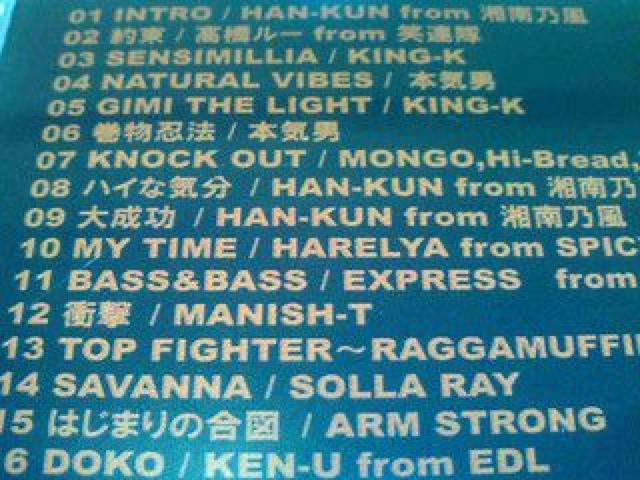 01 INTRO / HAN-KUN from 湘南乃風
02 約束 / 高橋ルー from 笑連隊
03 SENSIMILLIA / KING-K
04 NATURAL VIBES / 本気男
05 GIMI THE LIGHT / KING-K
06 巻物忍法 / 本気男
07 KNOCK OUT / MONGO,Hi-Bread,
08 ハイな気分 / HAN-KUN from 湘南乃
09 大成功 / HAN-KUN from 湘南乃風
10 MY TIME / HARELYA from SPIC
11 BASS&BASS / EXPRESS from
12 衝撃 / MANISH-T
13 TOP FIGHTER～RAGGAMUFFI
14 SAVANNA / SOLLA RAY
15 はじまりの合図 / ARM STRONG
6 DOKO / KEN-U from EDL